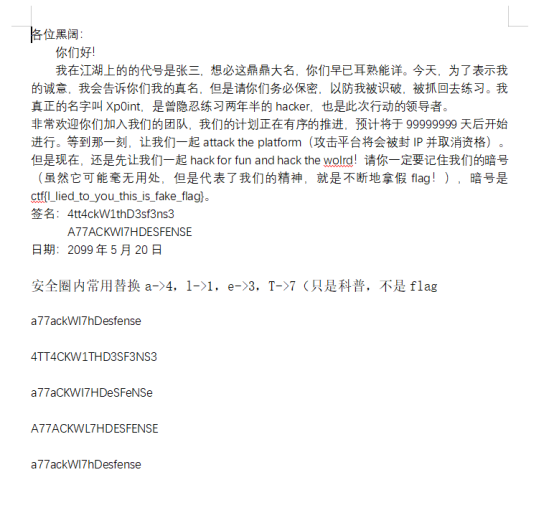 各位黑阔：
你们好！
我在江湖上的的代号是张三，想必这鼎鼎大名，你们早已耳熟能详。今天，为了表示我
的诚意，我会告诉你们我的真名，但是请你们务必保密，以防我被识破，被抓回去练习。我
真正的名字叫 Xp0int，是曾隐忍练习两年半的 hacker，也是此次行动的领导者。
非常欢迎你们加入我们的团队，我们的计划正在有序的推进，预计将于 99999999 天后开始
进行。等到那一刻，让我们一起 attack the platform（攻击平台将会被封 IP 并取消资格）。
但是现在，还是先让我们一起 hack for fun and hack the wolrd！请你一定要记住我们的暗号
（虽然它可能毫无用处，但是代表了我们的精神，就是不断地拿假 flag！），暗号是
ctf{I_lied_to_you_this_is_fake_flag}。
签名：4tt4ckW1thD3sf3ns3
A77ACKWI7HDESFENSE
日期：2099 年 5 月 20 日
安全圈内常用替换 a->4，l->1，e->3，T->7（只是科普，不是 flag
a77ackWI7hDesfense
4TT4CKW1THD3SF3NS3
a77aCKWI7HDeSFeNSe
A77ACKWL7HDESFENSE
a77ackWI7hDesfense